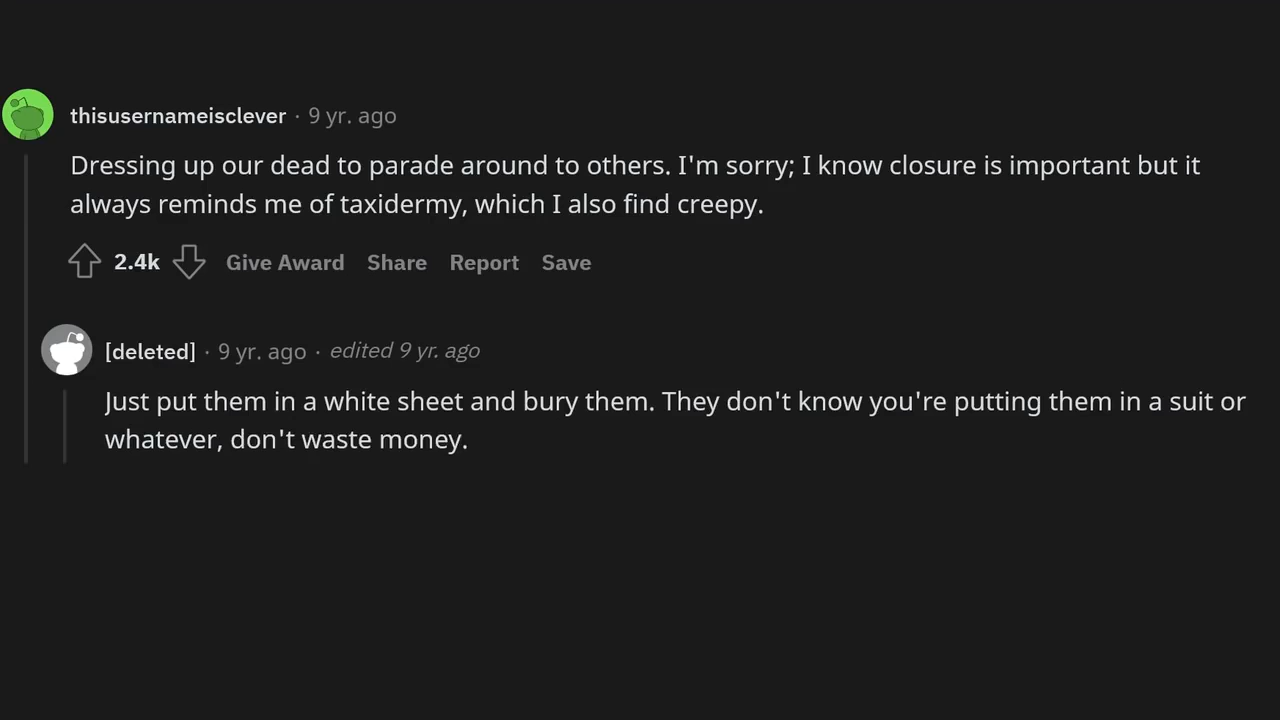 thisusernameisclever · 9 yr. ago
Dressing up our dead to parade around to others. I'm sorry; I know closure is important but it
always reminds me of taxidermy, which I also find creepy.
2.4k Give Award Share Report Save
[deleted] · 9 yr. ago · edited 9 yr. ago
Just put them in a white sheet and bury them. They don't know you're putting them in a suit or
whatever, don't waste money.